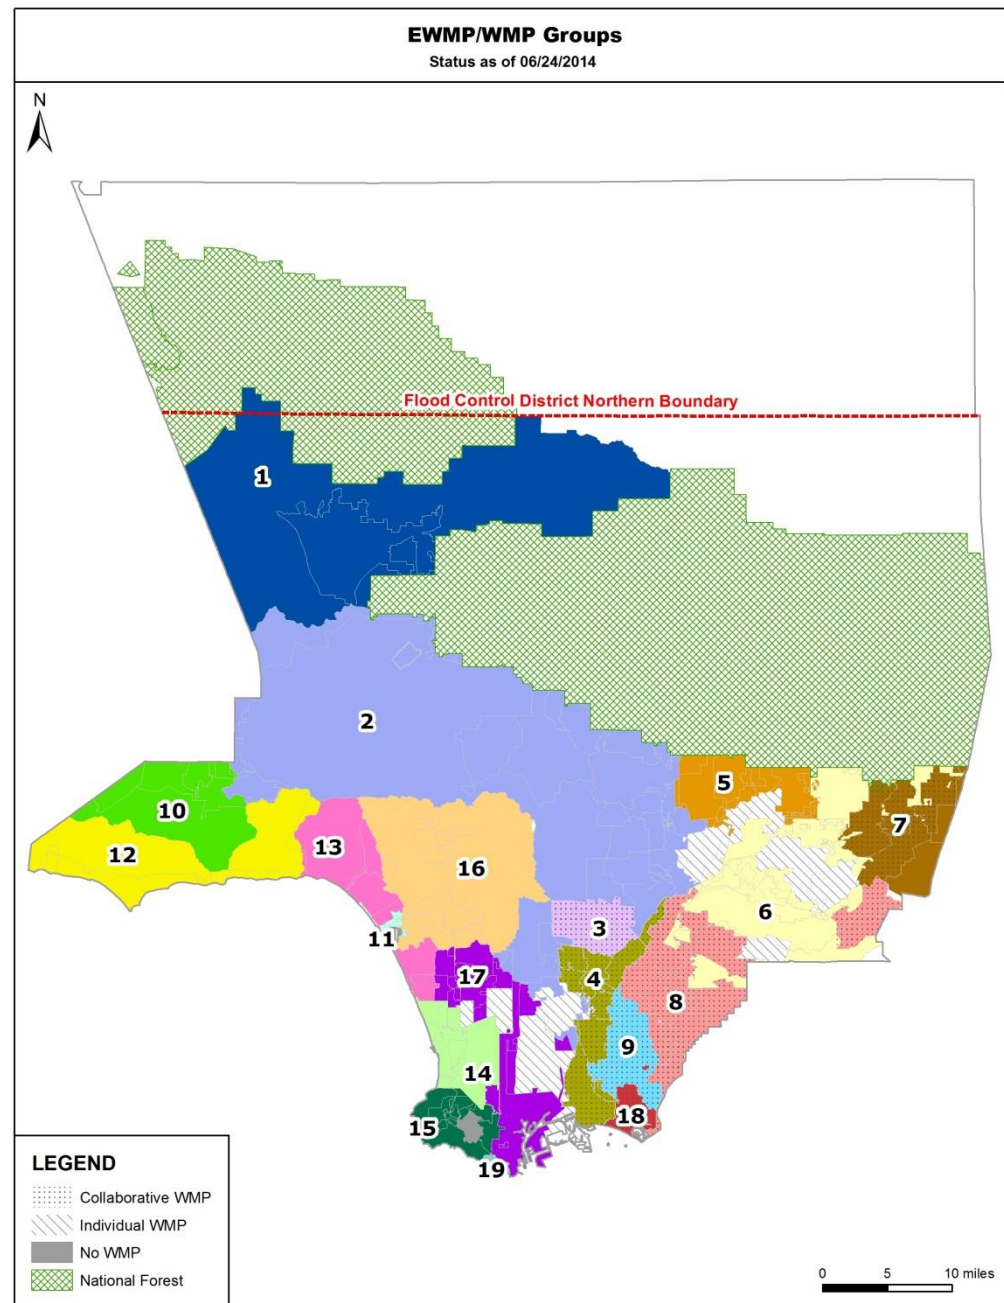 EWMP/WMP Groups
Status as of 06/24/2014
N
Flood Control District Northern Boundary
1
2
5
7
10
12
13
16
6
3
11
17
4
8
9
14
18
15
19
LEGEND
Collaborative WMP
Individual WMP
No WMP
National Forest
0 5 10 miles